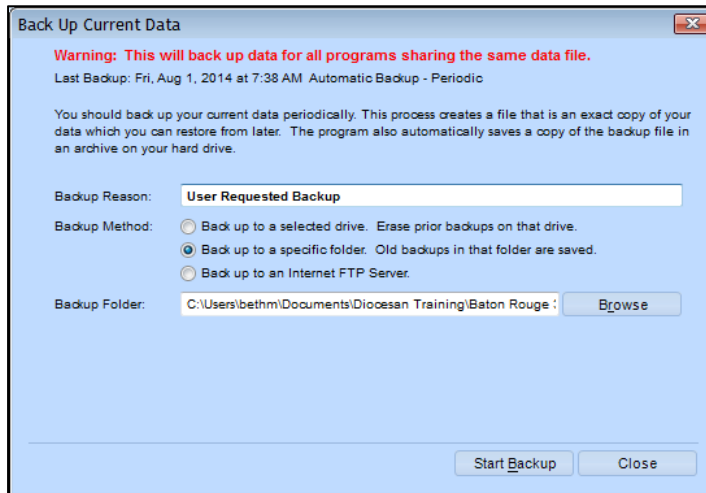 Back Up Current Data
Warning: This will back up data for all programs sharing the same data file.
Last Backup: Fri, Aug 1, 2014 at 7:38 AM Automatic Backup - Periodic
You should back up your current data periodically. This process creates a file that is an exact copy of your
data which you can restore from later. The program also automatically saves a copy of the backup file in
an archive on your hard drive.
Backup Reason: User Requested Backup
Backup Method: Back up to a selected drive. Erase prior backups on that drive.
Back up to a specific folder. Old backups in that folder are saved.
Back up to an Internet FTP Server.
Backup Folder: C:\Users\bethm\Documents\Diocesan Training\Baton Rouge Browse
Start Backup Close